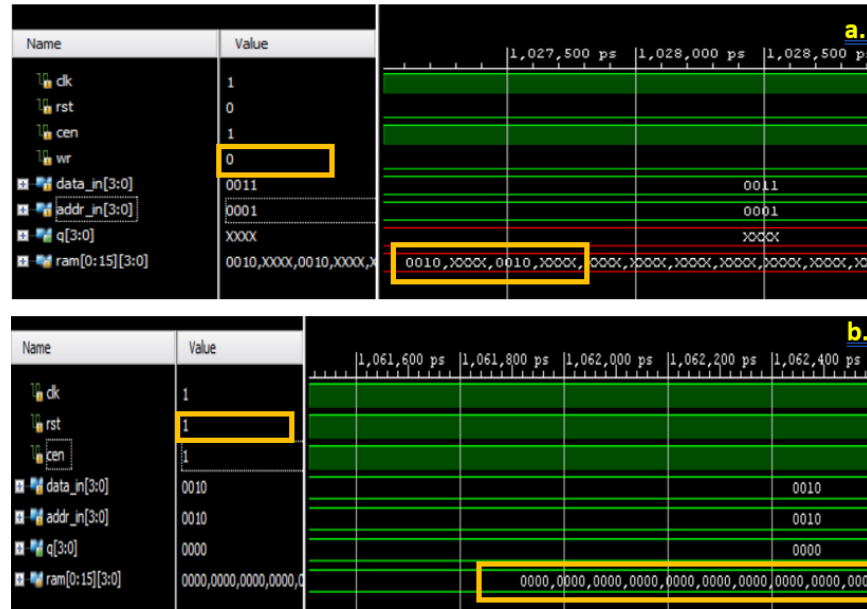 a.
Name Value
1,027,500 ps 1,028,000 ps 1,028,500 p
clk 1
rst 0
cen 1
wr 0
data_in[3:0] 0011 0011
addr_in[3:0] 0001 0001
q[3:0] XXXX XXXX
ram[0:15][3:0] 0010,XXXX,0010,XXXX,X 0010,XXXX,0010,XXXX,XXXX,XXXX,XXXX,XXXX,XXXX,XXXX,XX
b.
Name Value
1,061,600 ps 1,061,800 ps 1,062,000 ps 1,062,200 ps 1,062,400 ps
clk 1
rst 1
cen 1
data_in[3:0] 0010 0010
addr_in[3:0] 0010 0010
q[3:0] 0000 0000
ram[0:15][3:0] 0000,0000,0000,0000,0 0000,0000,0000,0000,0000,0000,0000,0000,0000,000